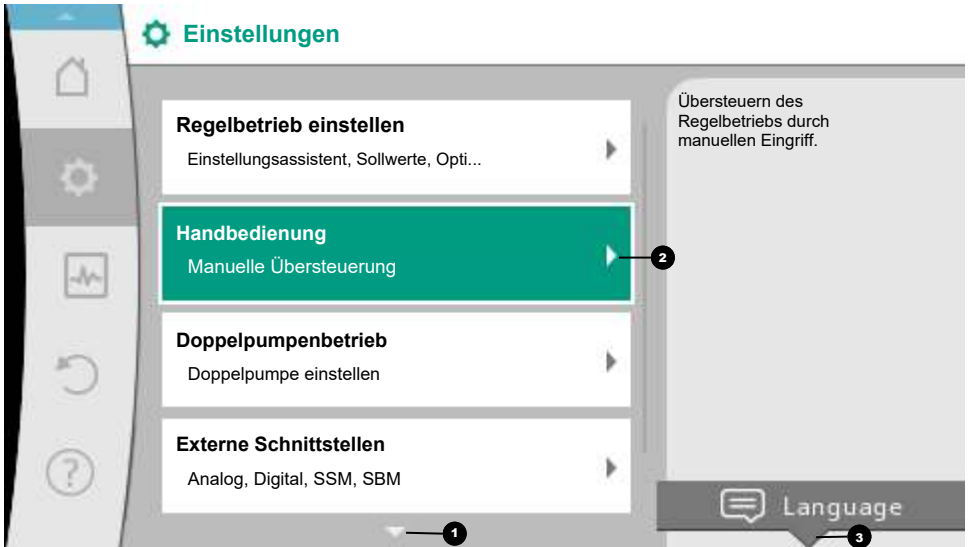 Einstellungen
Regelbetrieb einstellen
Einstellungsassistent, Sollwerte, Opti...
Handbedienung
Manuelle Übersteuerung
2
Doppelpumpenbetrieb
Doppelpumpe einstellen
Externe Schnittstellen
Analog, Digital, SSM, SBM
1
Übersteuern des
Regelbetriebs durch
manuellen Eingriff.
Language
3
?